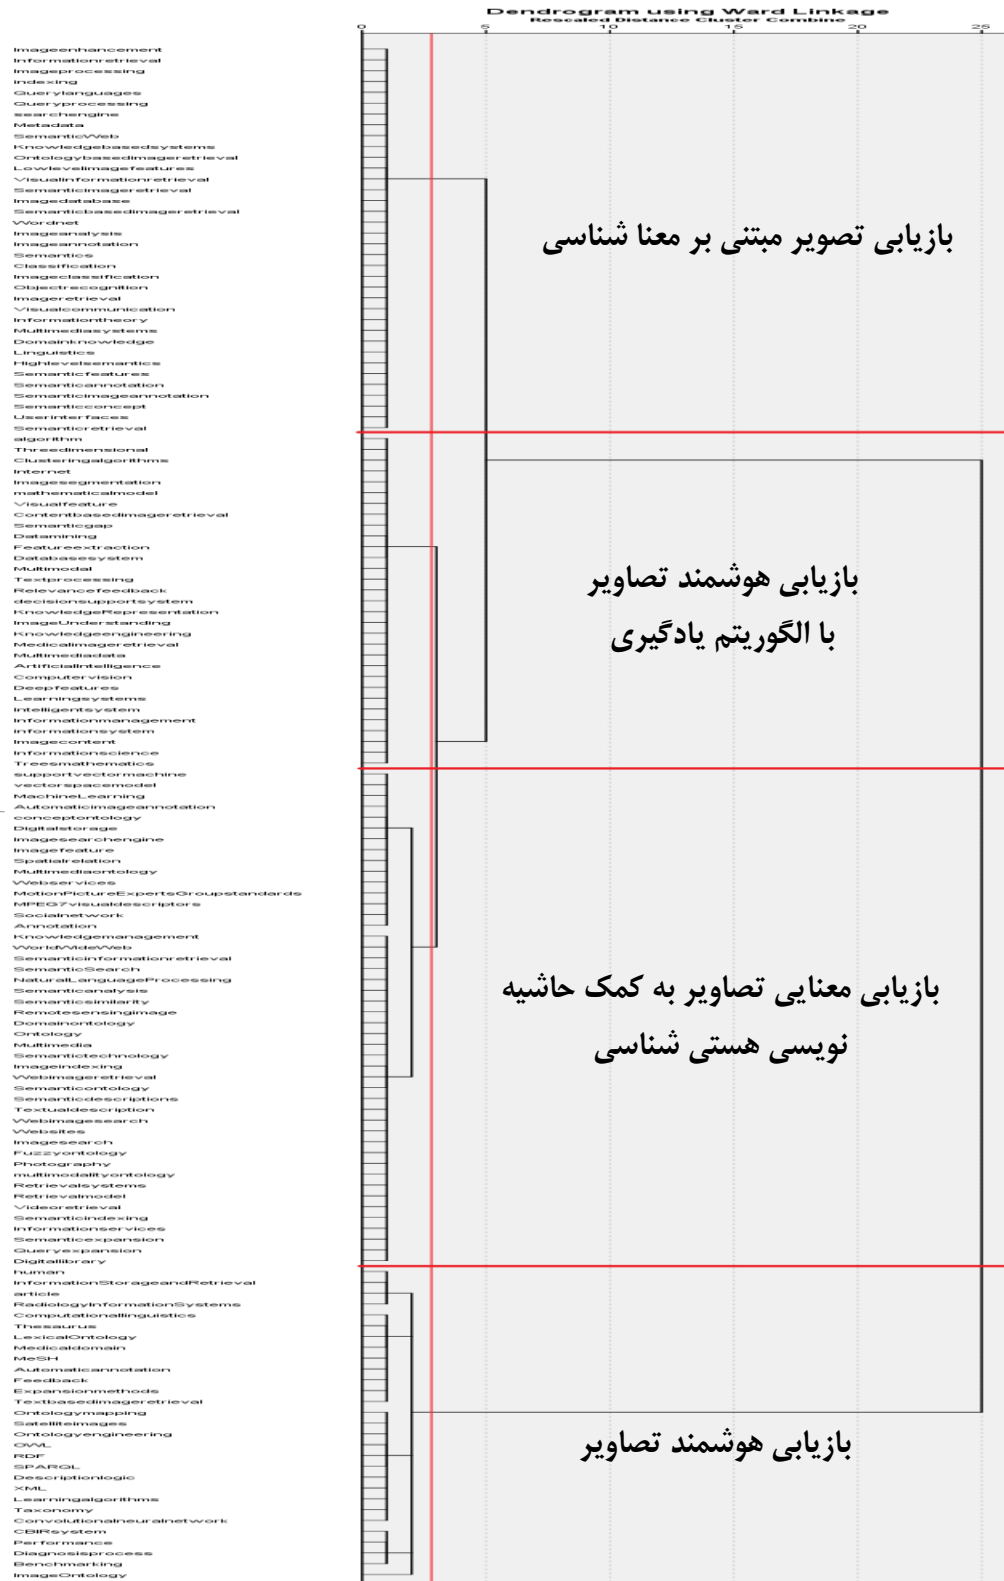 Dendrogram using Ward Linkage
Rescaled Distance Cluster Combine
0 5 10 15 20 25
Imageenhancement
Informationretrieval
Imageprocessing
indexing
Querylanguages
Queryprocessing
searchengine
Metadata
SemanticWeb
Knowledgebasedsystems
Ontologybasedimageretrieval
Lowlevelimagefeatures
Visualinformationretrieval
Semanticimageretrieval
Imagedatabase
Semanticbasedimageretrieval
Wordnet
Imageanalysis
Imageannotation
Semantics
Classification
Imageclassification
Objectrecognition
Imageretrieval
Visualcommunication
Informationtheory
Multimediasystems
Domainknowledge
Linguistics
Highlevelsemantics
Semanticfeatures
Semanticannotation
SemanticImageannotation
Semanticconcept
Userinterfaces
Semanticretrieval
بازیابی تصویر مبتنی بر معنا شناسی
algorithm
Threedimensional
Clusteringalgorithms
Internet
Imagesegmentation
mathematicalmodel
Visualfeature
Contentbasedimageretrieval
Semanticgap
Datamining
Featureextraction
Databasesystem
Multimodal
Textprocessing
Relevancefeedback
decisionsupportsystem
KnowledgeRepresentation
ImageUnderstanding
Knowledgeengineering
Medicalimageretrieval
Multimediadata
ArtificialIntelligence
Computervision
Deepfeatures
Learningsystems
Intelligentsystem
Informationmanagement
informationsystem
Imagecontent
Informationscience
Treesmathematics
بازیابی هوشمند تصاویر
با الگوریتم یادگیری
supportvectormachine
vectorspacemodel
MachineLearning
Automaticimageannotation
conceptontology
Digitalstorage
Imagesearchengine
Imagefeature
Spatialrelation
Multimediaontology
Webservices
MotionPictureExpertsGroupstandards
MPEG7visualdescriptors
Socialnetwork
Annotation
Knowledgemanagement
WorldWideWeb
Semanticinformationretrieval
SemanticSearch
NaturalLanguageProcessing
Semanticanalysis
Semanticsimilarity
Remotesensingimage
Domainontology
Ontology
Multimedia
Semantictechnology
Imageindexing
Webimageretrieval
Semanticontology
Semanticdescriptions
Textualdescription
Webimagesearch
Websites
Imagesearch
Fuzzyontology
Photography
multimodalityontology
Retrievalsystems
Retrievalmodel
Videoretrieval
Semanticindexing
Informationservices
Semanticexpansion
Queryexpansion
Digitallibrary
بازیابی معنایی تصاویر به کمک حاشیه
نویسی هستی شناسی
human
InformationStorageandRetrieval
article
RadiologyInformationSystems
Computationallinguistics
Thesaurus
LexicalOntology
Medicaldomain
MeSH
Automaticannotation
Feedback
Expansionmethods
Textbasedimageretrieval
Ontologymapping
Satelliteimages
Ontologyengineering
OWL
RDF
SPARQL
Descriptionlogic
XML
Learningalgorithms
Taxonomy
Convolutionalneuralnetwork
CBIRsystem
Performance
Diagnosisprocess
Benchmarking
ImageOntology
بازیابی هوشمند تصاویر